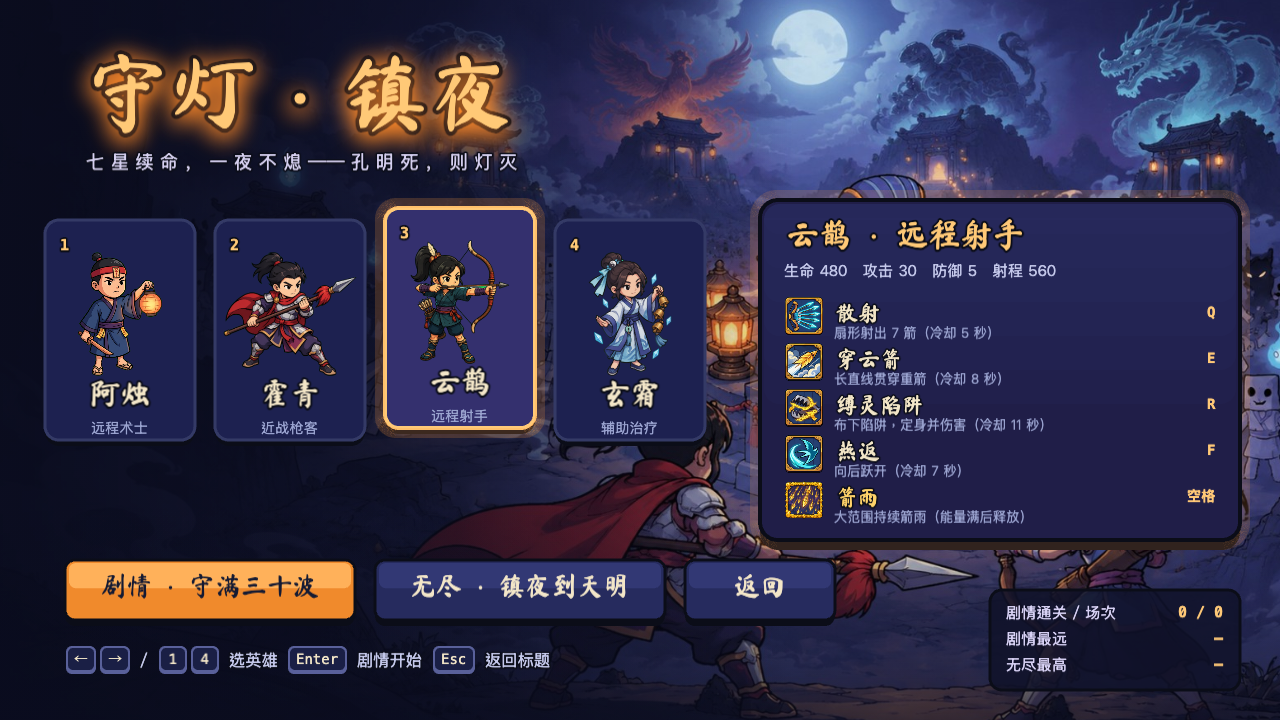 守灯 · 镇夜
七星续命，一夜不熄——孔明死，则灯灭
1
阿烛
远程术士
2
霍青
近战枪客
3
云鹊
远程射手
4
玄霜
辅助治疗
云鹊 · 远程射手
生命 480 攻击 30 防御 5 射程 560
散射 Q
扇形射出 7 箭（冷却 5 秒）
穿云箭 E
长直线贯穿重箭（冷却 8 秒）
缚灵陷阱 R
布下陷阱，定身并伤害（冷却 11 秒）
燕返 F
向后跃开（冷却 7 秒）
箭雨 空格
大范围持续箭雨（能量满后释放）
剧情 · 守满三十波
无尽 · 镇夜到天明
返回
← → / 1 4 选英雄 Enter 剧情开始 Esc 返回标题
剧情通关 / 场次 0 / 0
剧情最远 –
无尽最高 –